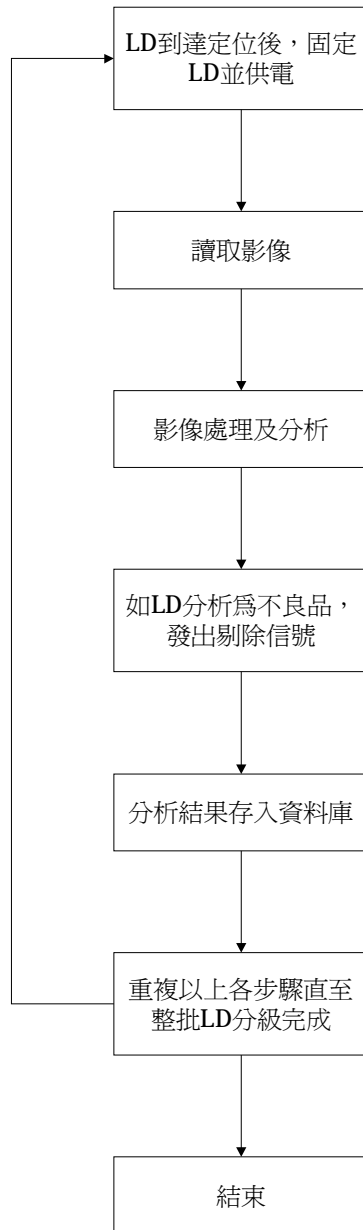 LD到達定位後，固定
LD並供電
讀取影像
影像處理及分析
如LD分析為不良品，
發出剔除信號
分析結果存入資料庫
重複以上各步驟直至
整批LD分級完成
結束